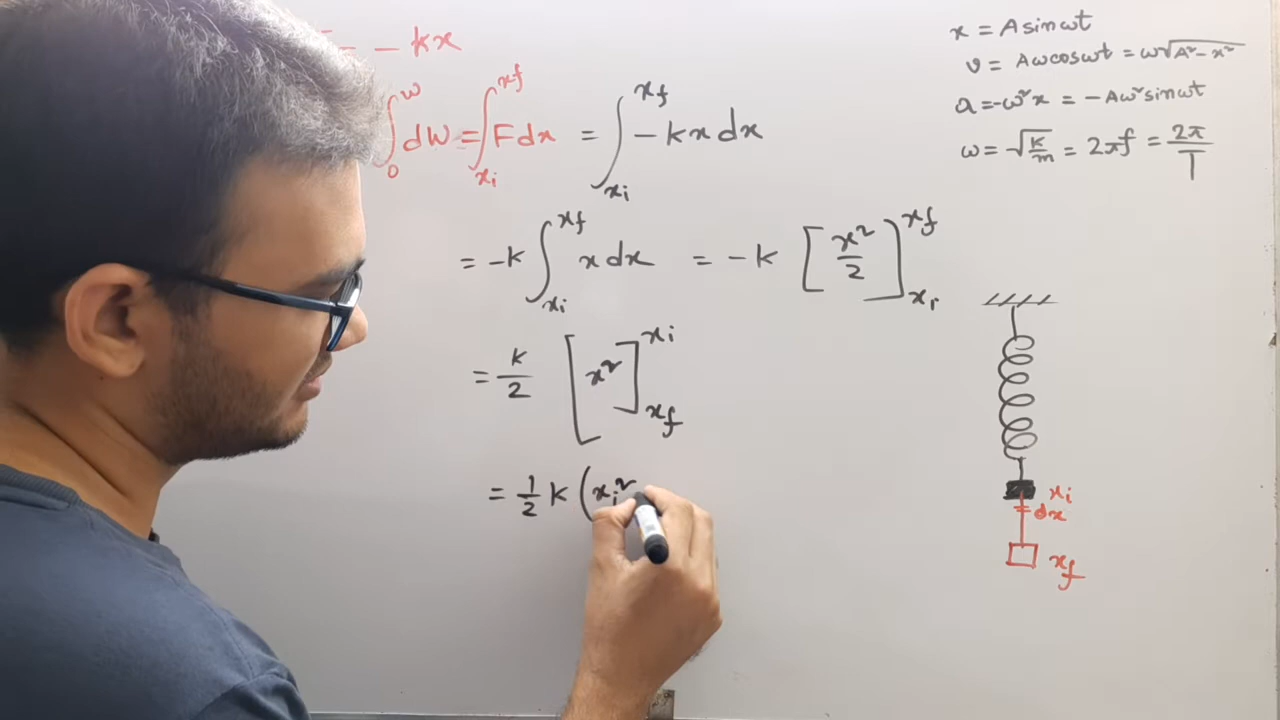 = - kx
∫₀^w dW = ∫_{xi}^{xf} F dx = ∫_{xi}^{xf} - kx dx
= -k ∫_{xi}^{xf} x dx = - k [x²/2]_{xi}^{xf}
= k/2 [x²]_{xf}^{xi}
= 1/2 k (xi²
x = A sin ωt
v = Aω cos ωt = ω√(A² - x²)
a = -ω²x = - Aω² sin ωt
ω = √(k/m) = 2πf = 2π/T
xi
dx
xf